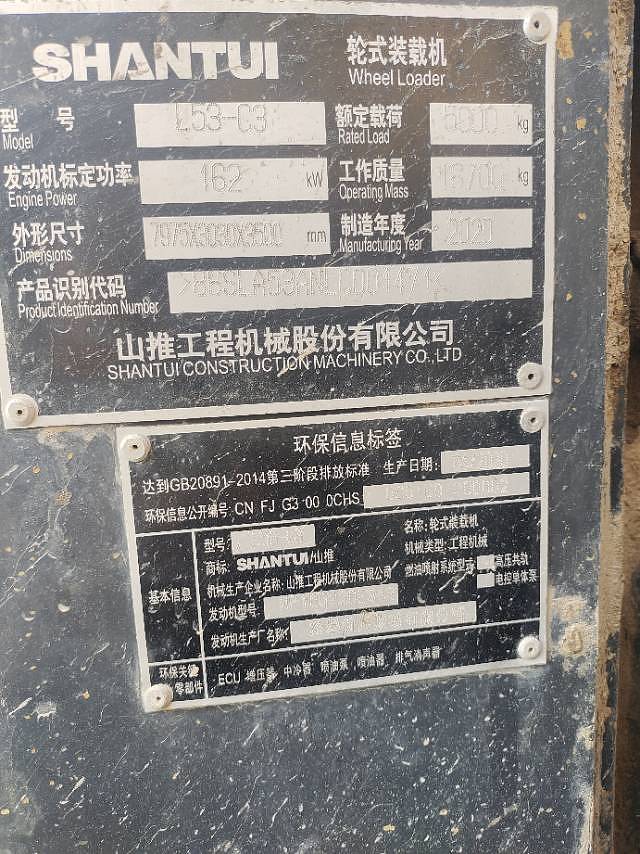 SHANTUI
轮式装载机
Wheel Loader
型 号
Model
L53-C3
额定载荷
Rated Load
5000 kg
发动机标定功率
Engine Power
162 kW
工作质量
Operating Mass
kg
外形尺寸
Dimensions
7975X3030X3500 mm
制造年度
Manufacturing Year
产品识别代码
Product Identification Number
山推工程机械股份有限公司
SHANTUI CONSTRUCTION MACHINERY CO., LTD
环保信息标签
达到GB20891-2014第三阶段排放标准 生产日期:
环保信息公开编号: CN FJ G3 00 0CHS
基本信息
型号:
名称: 轮式装载机
商标: SHANTUI/山推
机械类型: 工程机械
机械生产企业名称: 山推工程机械股份有限公司
燃油喷射系统型式:
高压共轨
电控单体泵
发动机型号:
发动机生产厂名称:
环保关键
零部件
ECU 增压器 中冷器 喷油泵 喷油器 排气消声器